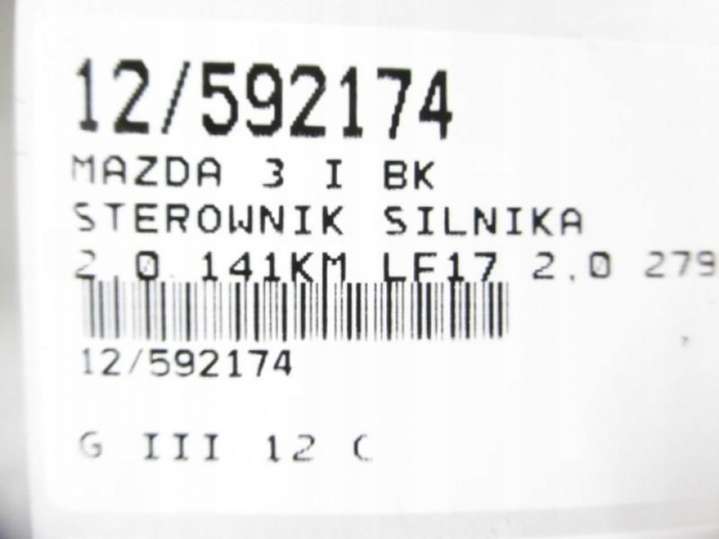 12/592174
MAZDA 3 I BK
STEROWNIK SILNIKA
2.0 141KM LF17 2.0 279
12/592174
G III 12 C